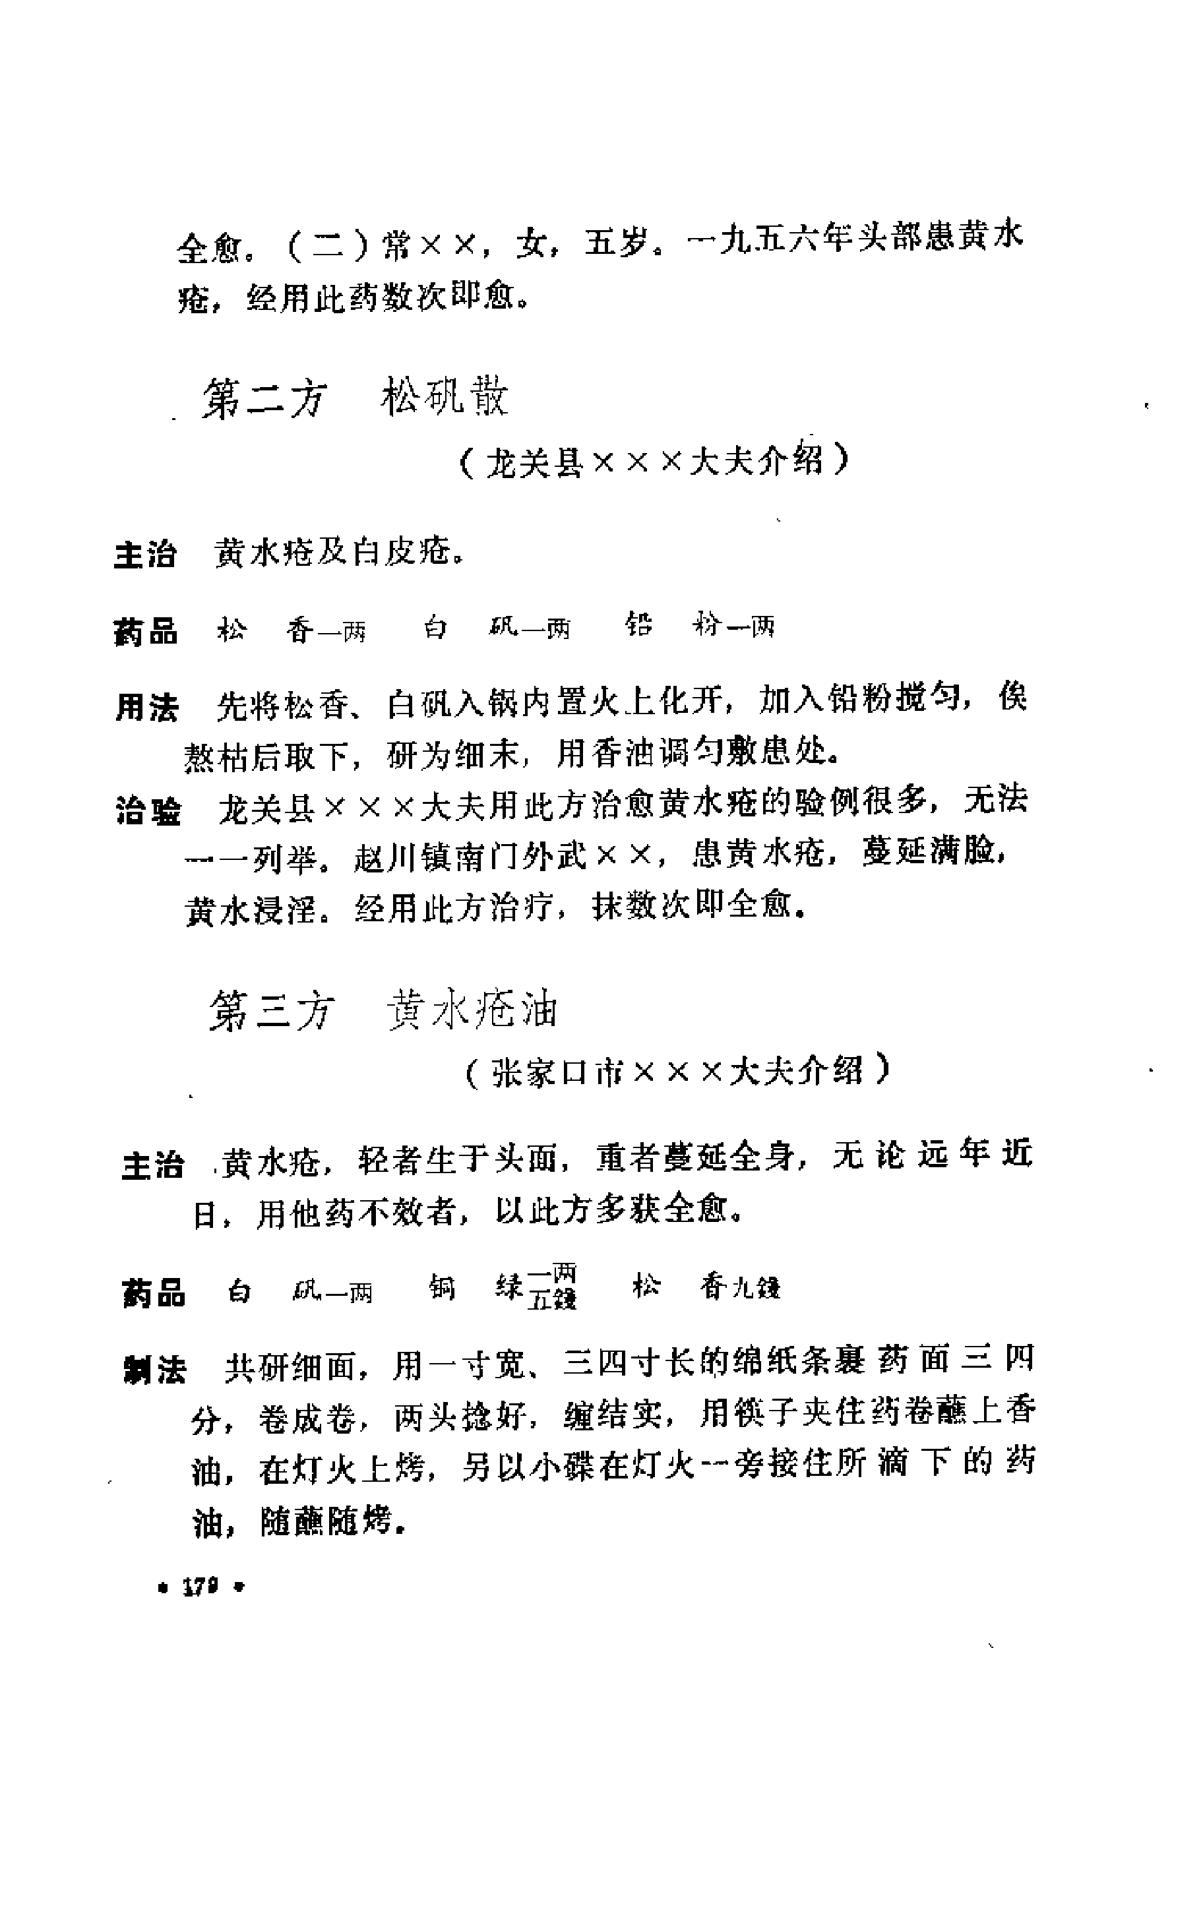 全愈。（二）常××，女，五岁。一九五六年头部患黄水
疮，经用此药数次即愈。
第二方 松矾散
（龙关县×××大夫介绍）
主治 黄水疮及白皮疮。
药品 松 香一两 白 矾一两 铅 粉一两
用法 先将松香、白矾入锅内置火上化开，加入铅粉搅匀，俟
熬枯后取下，研为细末，用香油调匀敷患处。
治验 龙关县×××大夫用此方治愈黄水疮的验例很多，无法
一一列举。赵川镇南门外武××，患黄水疮，蔓延满脸，
黄水浸淫。经用此方治疗，抹数次即全愈。
第三方 黄水疮油
（张家口市×××大夫介绍）
主治 黄水疮，轻者生于头面，重者蔓延全身，无论远年近
日，用他药不效者，以此方多获全愈。
药品 白 矾一两 铜 绿一两五錢 松 香九錢
制法 共研细面，用一寸宽、三四寸长的绵纸条裹药面三四
分，卷成卷，两头捻好，缠结实，用筷子夹住药卷蘸上香
油，在灯火上烤，另以小碟在灯火一旁接住所滴下的药
油，随蘸随烤。